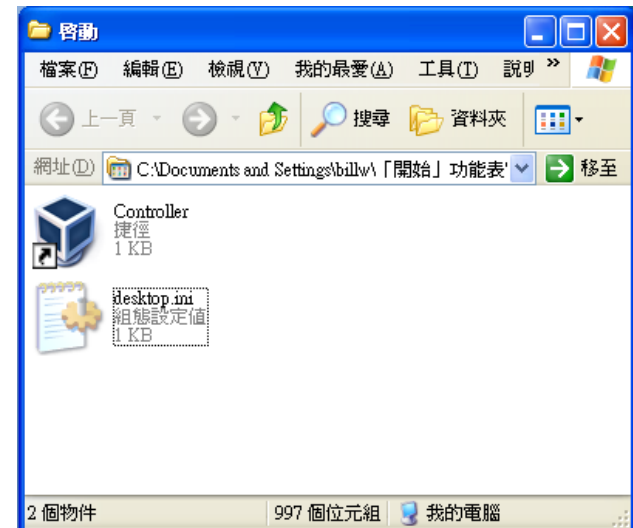 啓動
檔案(F) 編輯(E) 檢視(V) 我的最愛(A) 工具(T) 說明 »
上一頁 搜尋 資料夾
網址(D) C:\Documents and Settings\billw\「開始」功能表\ 移至
Controller
捷徑
1 KB
desktop.ini
組態設定值
1 KB
2 個物件 997 個位元組 我的電腦